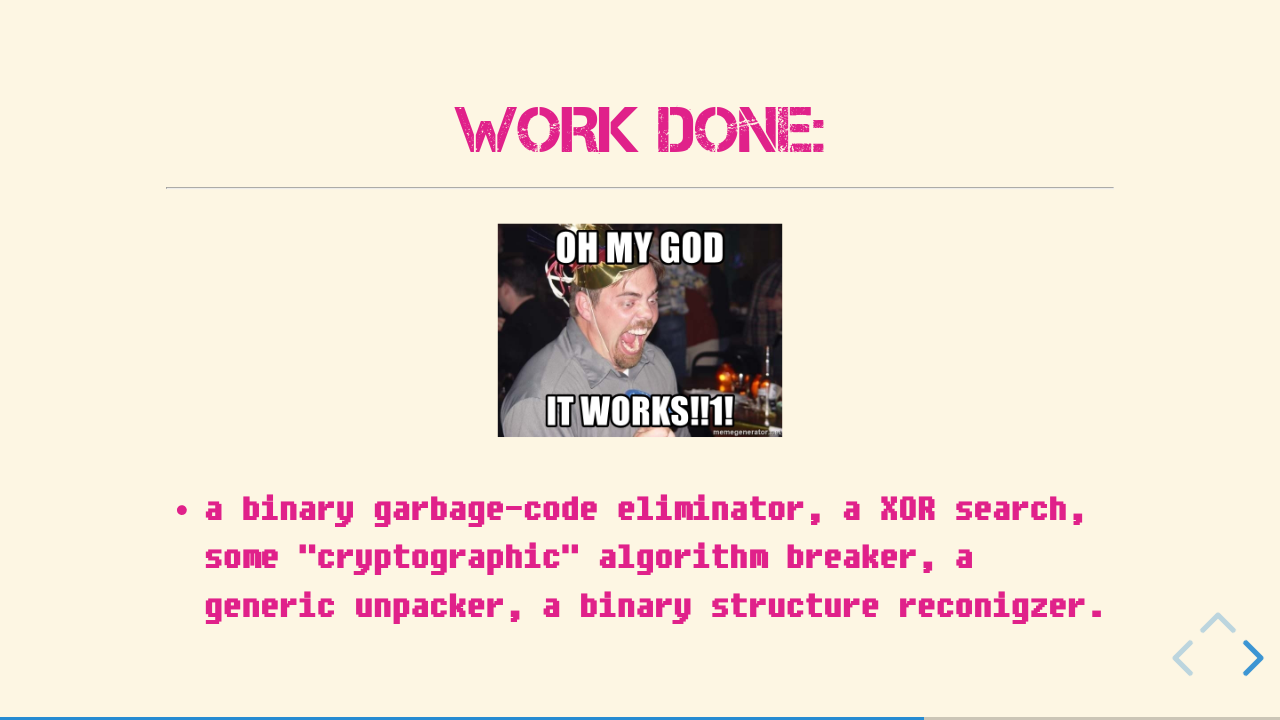 WORK DONE:
OH MY GOD
IT WORKS!!1!
memegenerator.net
• a binary garbage-code eliminator, a XOR search,
some "cryptographic" algorithm breaker, a
generic unpacker, a binary structure reconigzer.